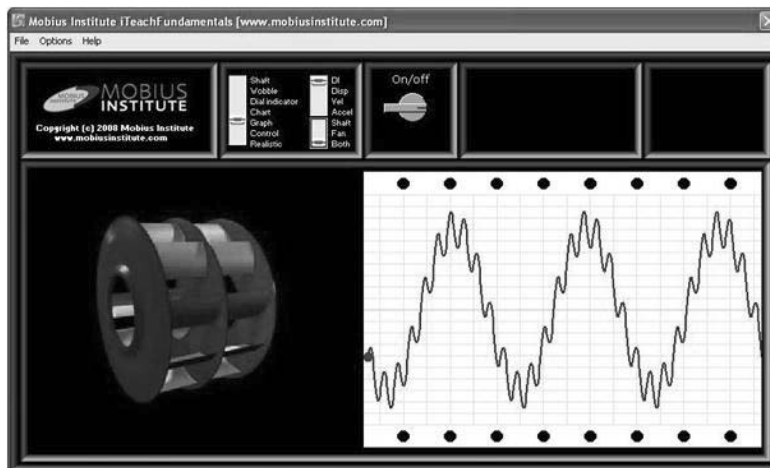 Mobius Institute iTeachFundamentals [www.mobiusinstitute.com]
File Options Help
MOBIUS
INSTITUTE
Copyright (c) 2008 Mobius Institute
www.mobiusinstitute.com
Shaft
Wobble
Dial indicator
Chart
Graph
Control
Realistic
DI
Disp
Vel
Accel
Shaft
Fan
Both
On/off